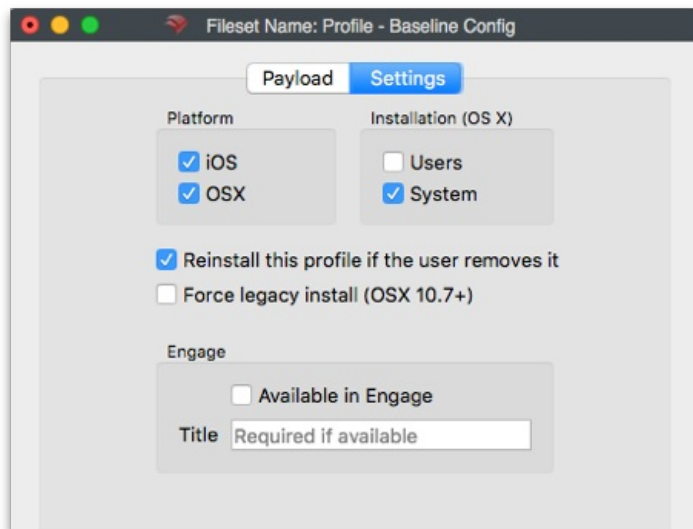 Fileset Name: Profile - Baseline Config
Payload Settings
Platform Installation (OS X)
iOS Users
OSX System
Reinstall this profile if the user removes it
Force legacy install (OSX 10.7+)
Engage
Available in Engage
Title Required if available